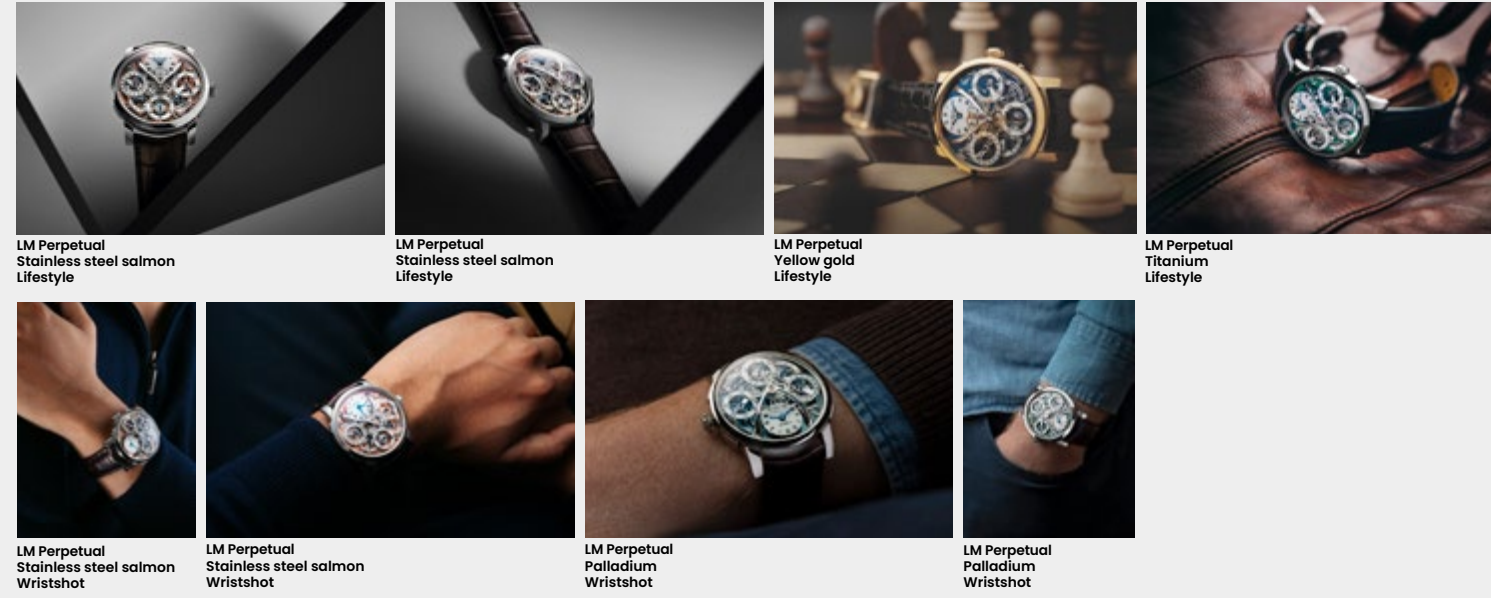 LM Perpetual
Stainless steel salmon
Lifestyle
LM Perpetual
Stainless steel salmon
Lifestyle
LM Perpetual
Yellow gold
Lifestyle
LM Perpetual
Titanium
Lifestyle
LM Perpetual
Stainless steel salmon
Wristshot
LM Perpetual
Stainless steel salmon
Wristshot
LM Perpetual
Palladium
Wristshot
LM Perpetual
Palladium
Wristshot